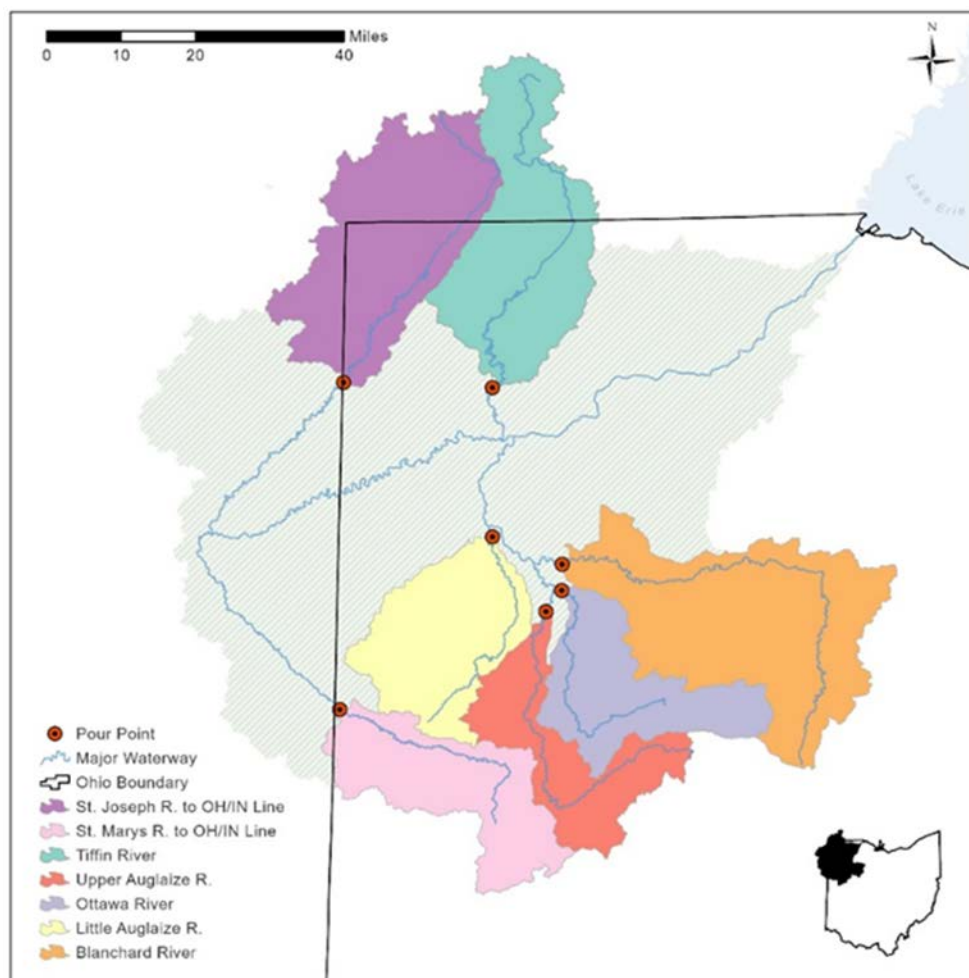 Miles
0 10 20 40
N
Lake Erie
Pour Point
Major Waterway
Ohio Boundary
St. Joseph R. to OH/IN Line
St. Marys R. to OH/IN Line
Tiffin River
Upper Auglaize R.
Ottawa River
Little Auglaize R.
Blanchard River